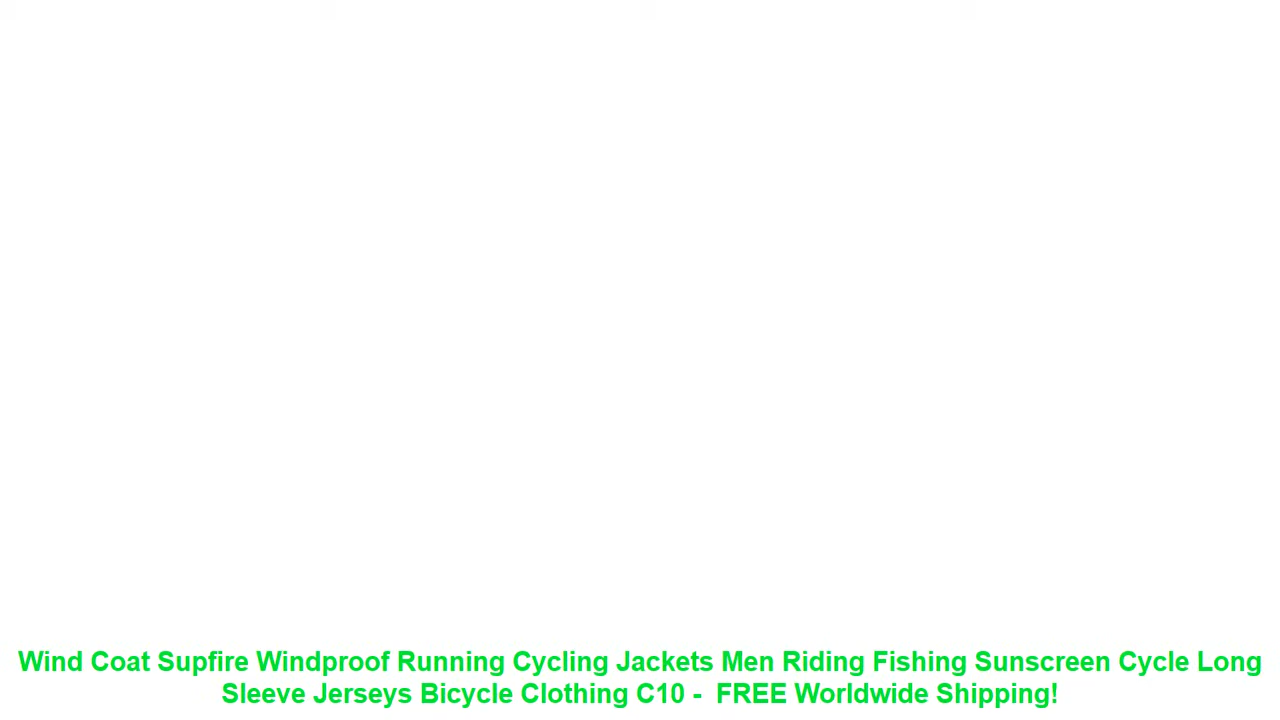 Wind Coat Supfire Windproof Running Cycling Jackets Men Riding Fishing Sunscreen Cycle Long
Sleeve Jerseys Bicycle Clothing C10 -  FREE Worldwide Shipping!